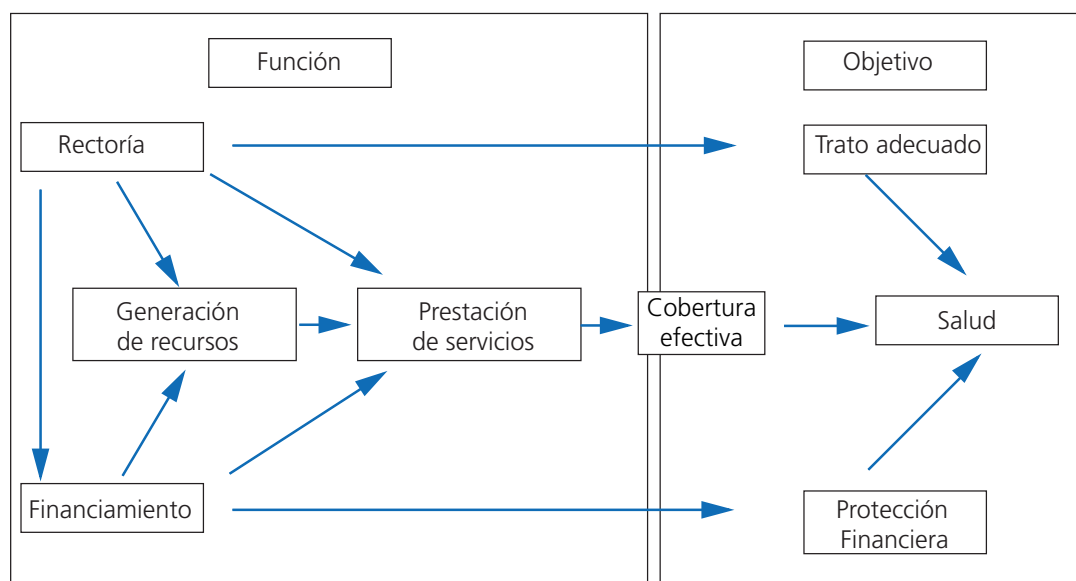 Función
Objetivo
Rectoría
Trato adecuado
Generación
de recursos
Prestación
de servicios
Cobertura
efectiva
Salud
Financiamiento
Protección
Financiera